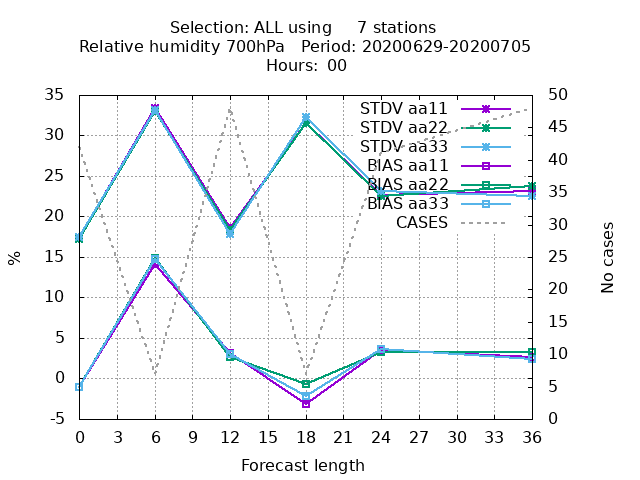 Selection: ALL using     7 stations
Relative humidity 700hPa   Period: 20200629-20200705
Hours:  00
STDV aa11
STDV aa22
STDV aa33
BIAS aa11
BIAS aa22
BIAS aa33
CASES
%
35
30
25
20
15
10
5
0
-5
50
45
40
35
30
25
20
15
10
5
0
No cases
0 3 6 9 12 15 18 21 24 27 30 33 36
Forecast length